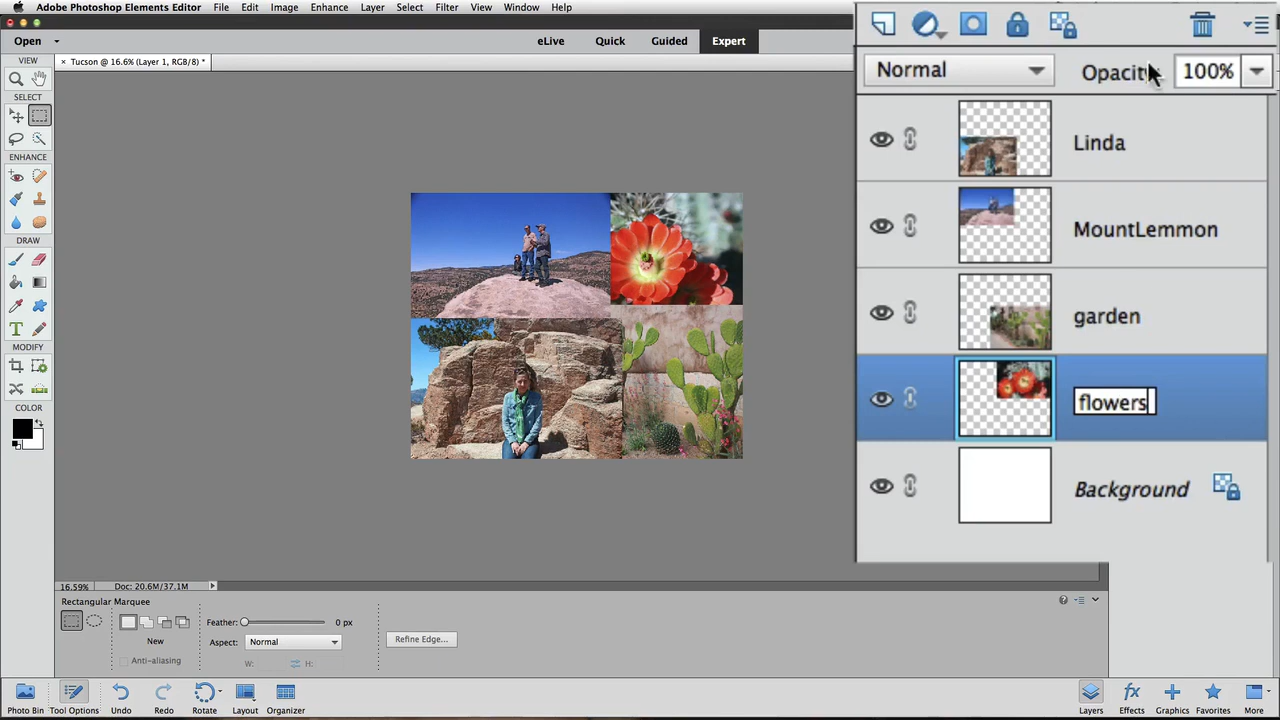 Adobe Photoshop Elements Editor File Edit Image Enhance Layer Select Filter View Window Help
Open eLive Quick Guided Expert
× Tucson @ 16.6% (Layer 1, RGB/8) *
VIEW
SELECT
ENHANCE
DRAW
T
MODIFY
COLOR
Normal Opacity 100%
Linda
MountLemmon
garden
flowers
Background
16.59% Doc: 20.6M/37.1M
Rectangular Marquee
New
Anti-aliasing
Feather: 0 px
Aspect: Normal
W: H:
Refine Edge...
Photo Bin Tool Options Undo Redo Rotate Layout Organizer Layers fx Effects Graphics Favorites More